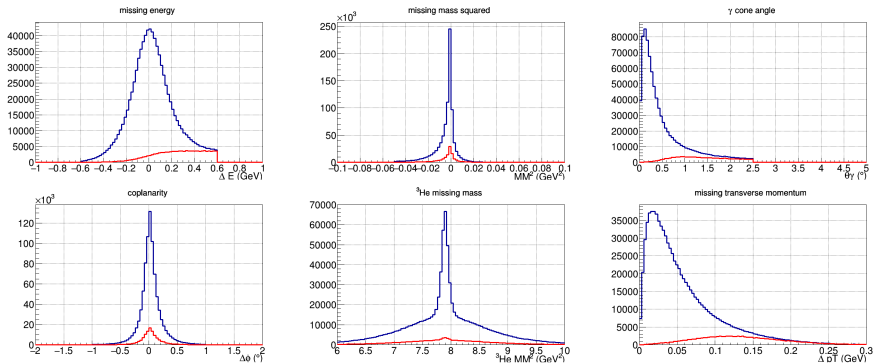 missing energy
40000
35000
30000
25000
20000
15000
10000
5000
0
−1 −0.8 −0.6 −0.4 −0.2 0 0.2 0.4 0.6 0.8 1
Δ E (GeV)
missing mass squared
×10³
250
200
150
100
50
0
−0.1 −0.08 −0.06 −0.04 −0.02 0 0.02 0.04 0.06 0.08 0.1
MM² (GeV²)
γ cone angle
80000
70000
60000
50000
40000
30000
20000
10000
0
0 0.5 1 1.5 2 2.5 3 3.5 4 4.5 5
θγ (°)
coplanarity
×10³
120
100
80
60
40
20
0
−2 −1.5 −1 −0.5 0 0.5 1 1.5 2
Δφ (°)
³He missing mass
70000
60000
50000
40000
30000
20000
10000
0
6 6.5 7 7.5 8 8.5 9 9.5 10
³He MM² (GeV²)
missing transverse momentum
35000
30000
25000
20000
15000
10000
5000
0
0 0.05 0.1 0.15 0.2 0.25 0.3
Δ pT (GeV)